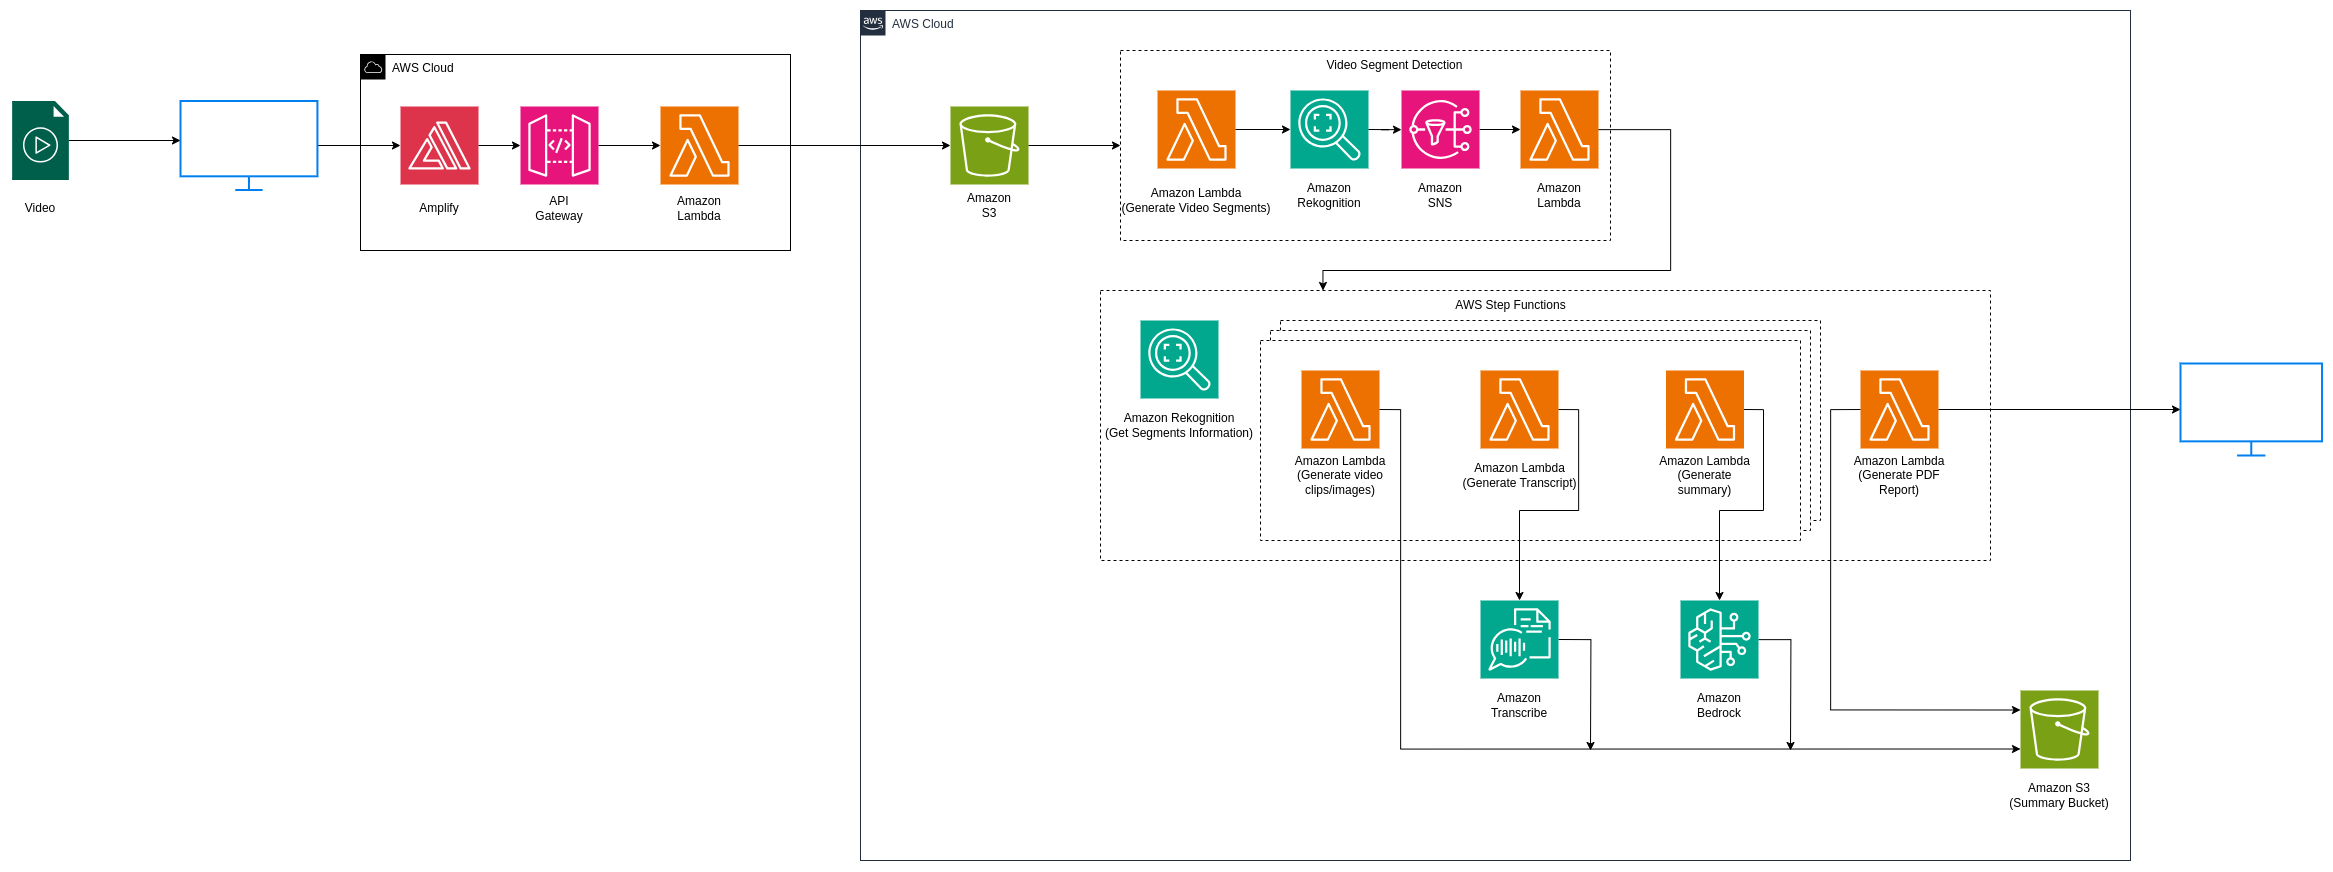 aws
AWS Cloud
AWS Cloud
Video Segment Detection
Video
Amplify
API
Gateway
Amazon
Lambda
Amazon
S3
Amazon Lambda
(Generate Video Segments)
Amazon
Rekognition
Amazon
SNS
Amazon
Lambda
AWS Step Functions
Amazon Rekognition
(Get Segments Information)
Amazon Lambda
(Generate video
clips/images)
Amazon Lambda
(Generate Transcript)
Amazon Lambda
(Generate
summary)
Amazon Lambda
(Generate PDF
Report)
Amazon
Transcribe
Amazon
Bedrock
Amazon S3
(Summary Bucket)